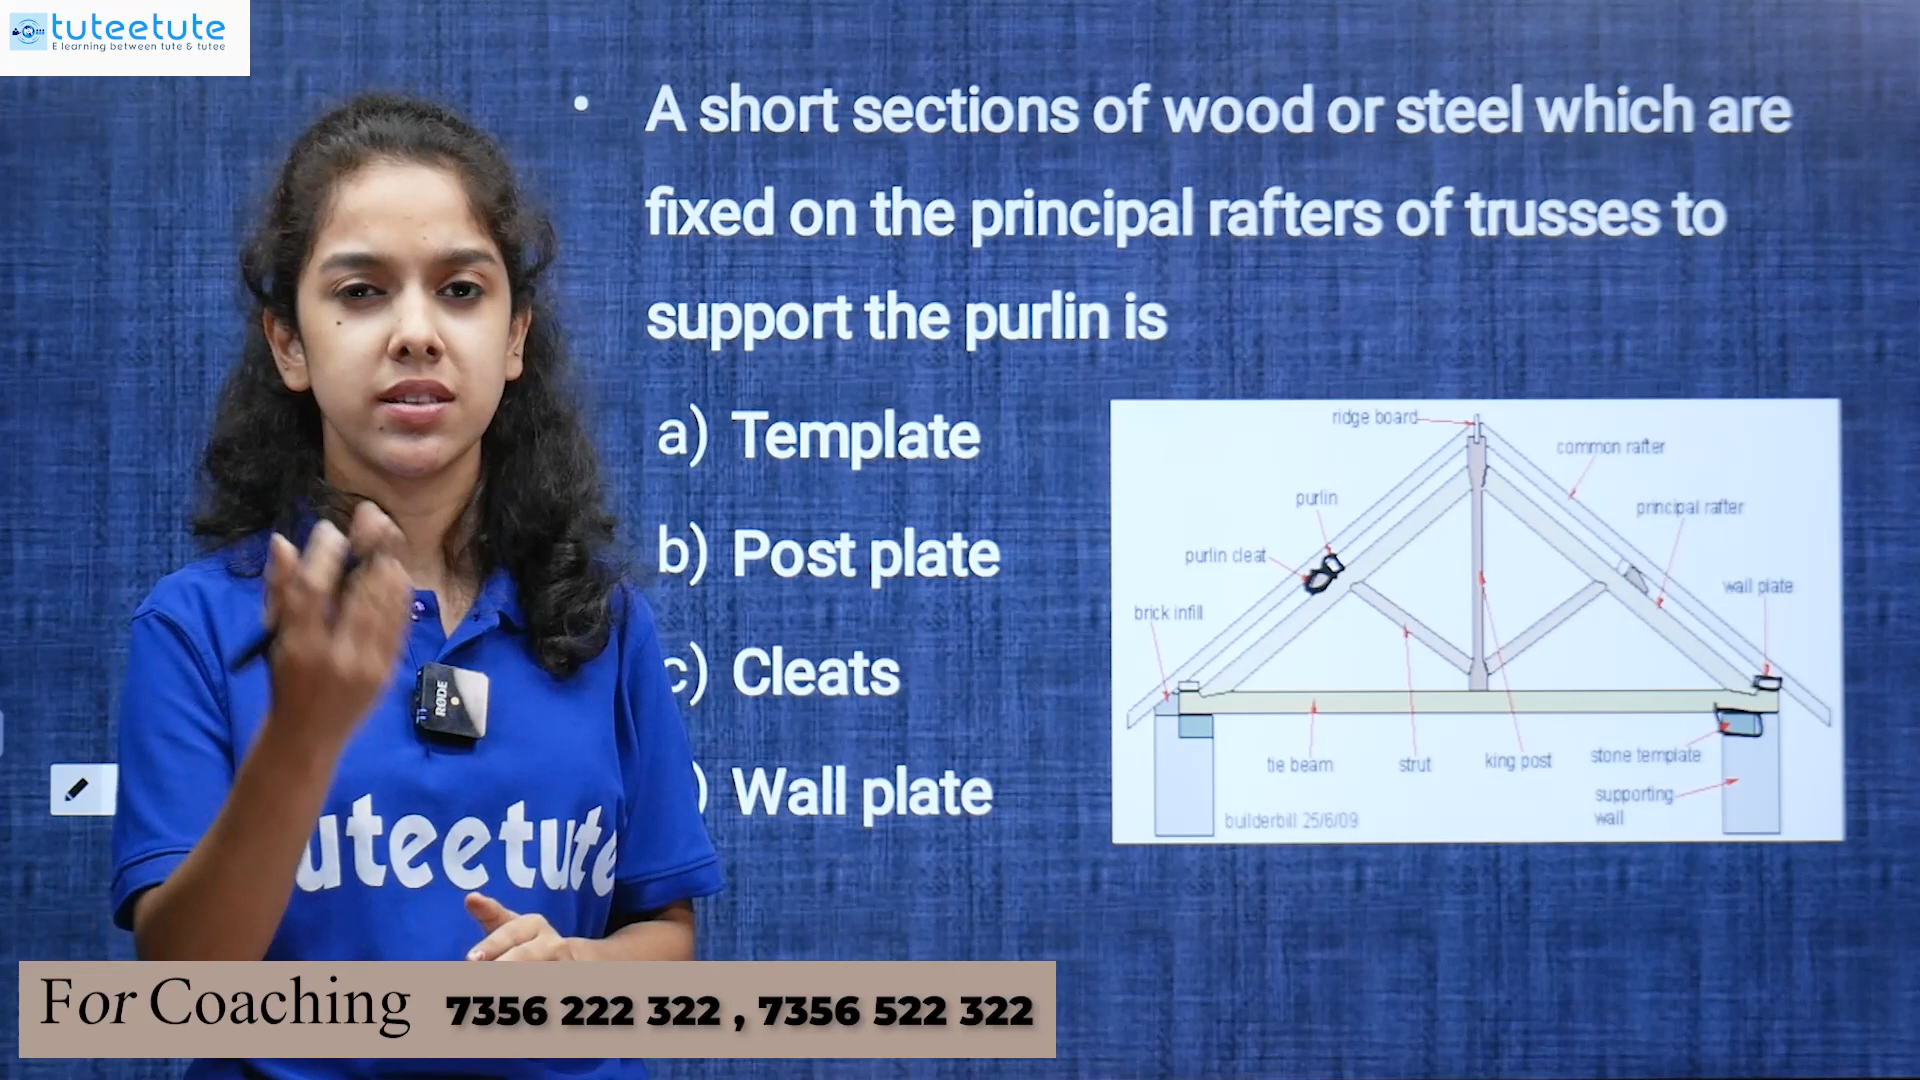 tuteetute
E learning between tute & tutee
• A short sections of wood or steel which are
fixed on the principal rafters of trusses to
support the purlin is
a) Template
b) Post plate
c) Cleats
) Wall plate
ridge board
common rafter
purlin
principal rafter
purlin cleat
wall plate
brick infill
tie beam
strut
king post
stone template
supporting
wall
builderbill 25/6/09
RØDE
uteetute
For Coaching 7356 222 322 , 7356 522 322